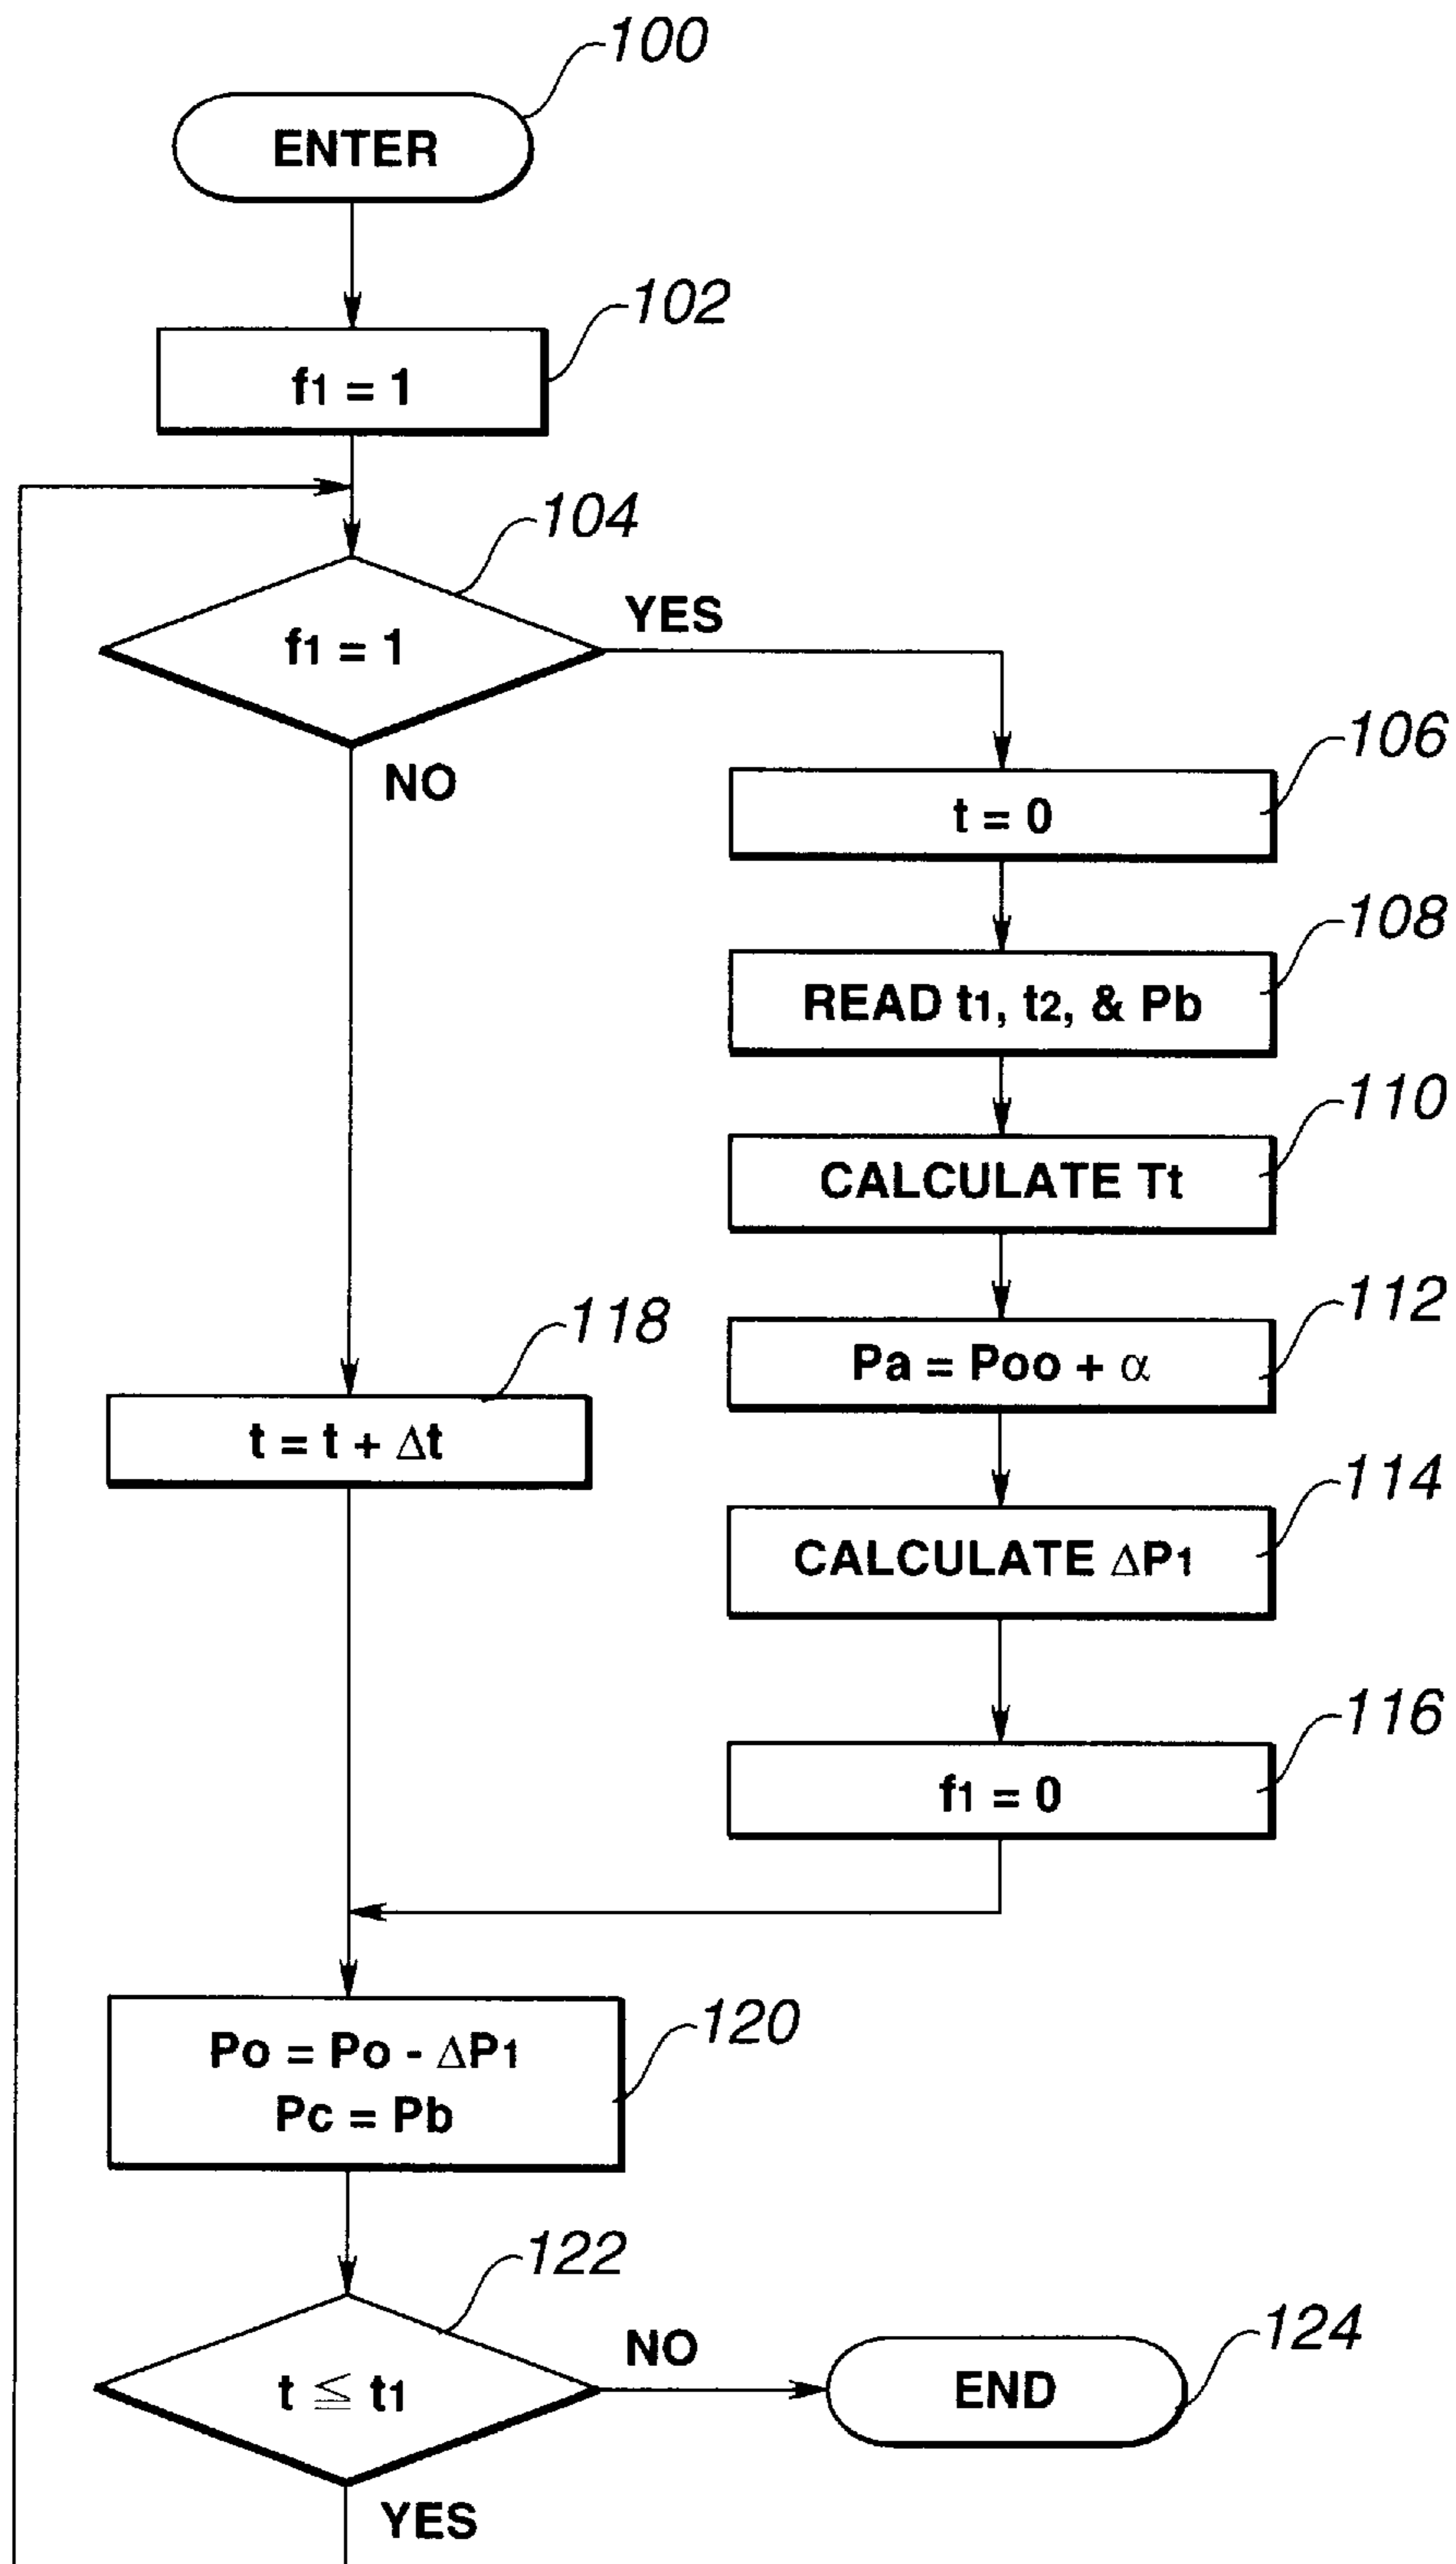 100
ENTER
102
f1 = 1
104
f1 = 1
YES
NO
106
t = 0
108
READ t1, t2, & Pb
110
CALCULATE Tt
112
Pa = Poo + α
114
CALCULATE ΔP1
116
f1 = 0
118
t = t + Δt
120
Po = Po - ΔP1
Pc = Pb
122
t ≦ t1
NO
YES
124
END